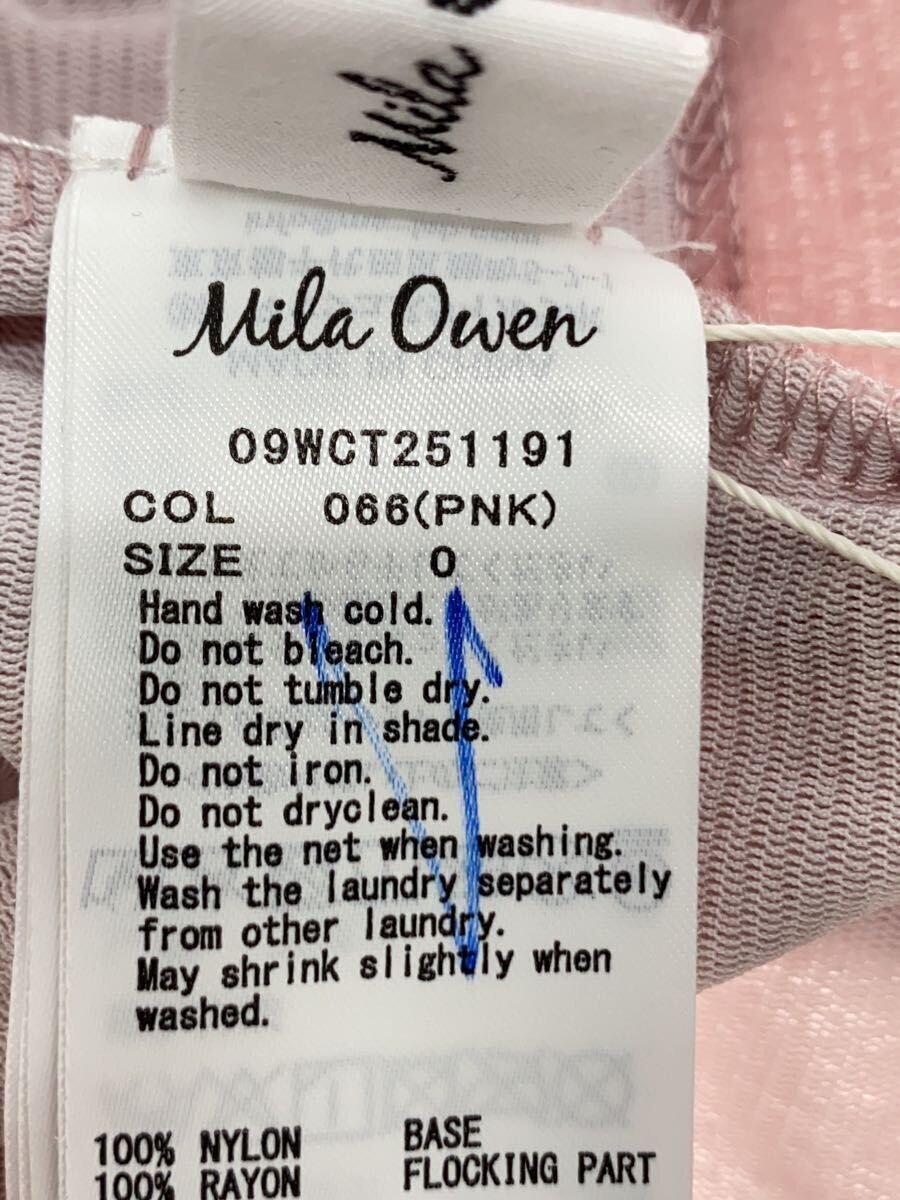 Mila
Mila Owen
09WCT251191
COL 066(PNK)
SIZE 0
Hand wash cold.
Do not bleach.
Do not tumble dry.
Line dry in shade.
Do not iron.
Do not dryclean.
Use the net when washing.
Wash the laundry separately
from other laundry.
May shrink slightly when
washed.
100% NYLON BASE
100% RAYON FLOCKING PART